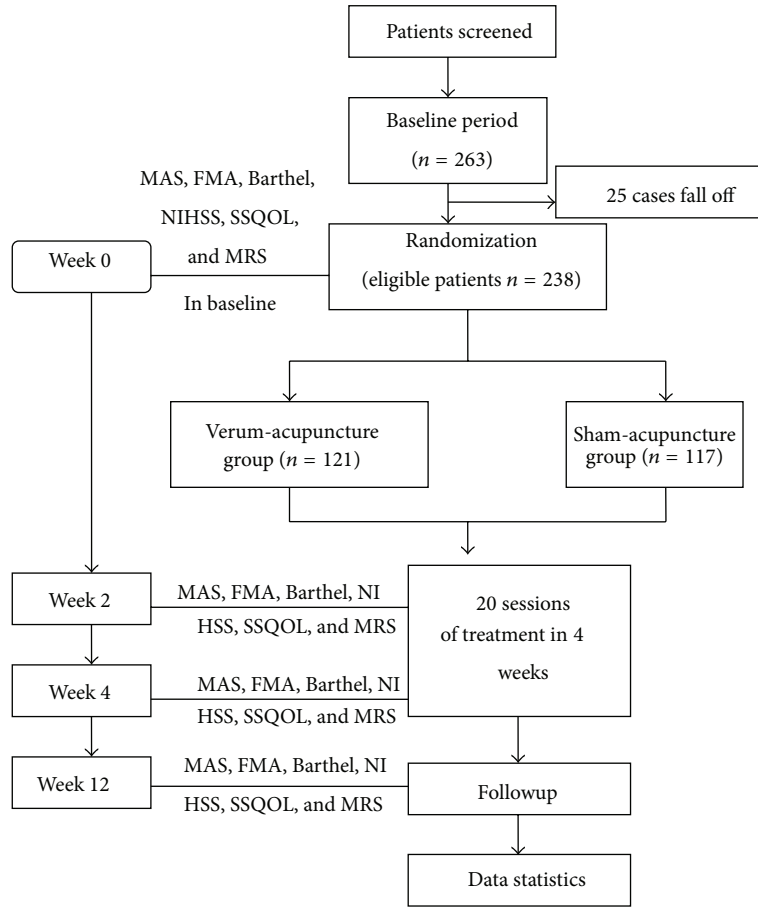 Patients screened
Baseline period
(n = 263)
25 cases fall off
MAS, FMA, Barthel,
NIHSS, SSQOL,
and MRS
In baseline
Week 0
Randomization
(eligible patients n = 238)
Verum-acupuncture
group (n = 121)
Sham-acupuncture
group (n = 117)
Week 2
MAS, FMA, Barthel, NI
HSS, SSQOL, and MRS
20 sessions
of treatment in 4
weeks
Week 4
MAS, FMA, Barthel, NI
HSS, SSQOL, and MRS
Week 12
MAS, FMA, Barthel, NI
HSS, SSQOL, and MRS
Followup
Data statistics